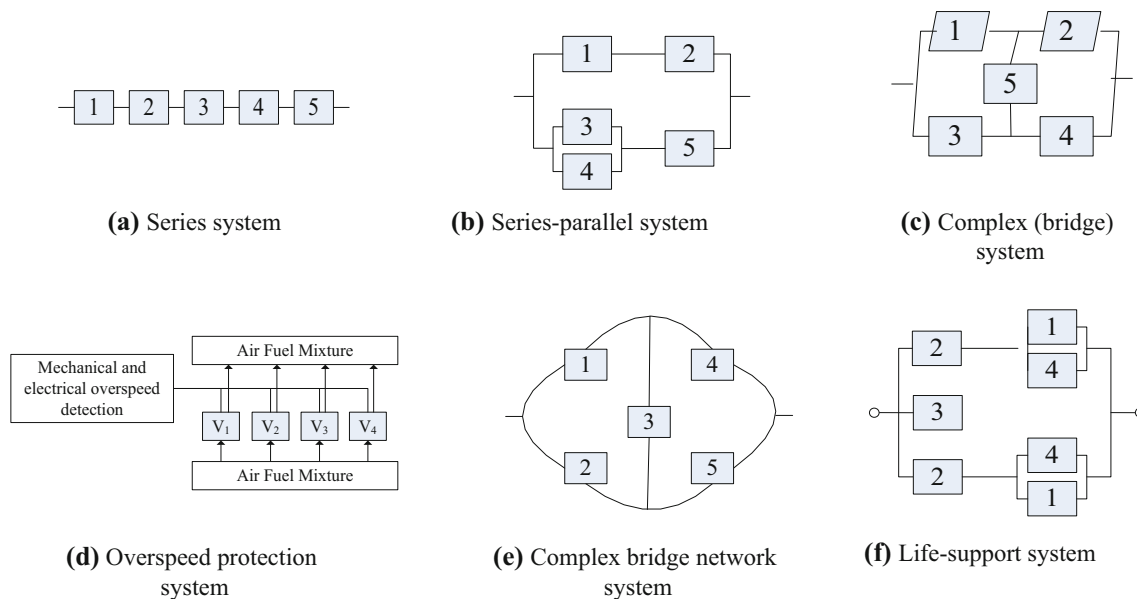 1 2 3 4 5
(a) Series system
1 2
3
4
5
(b) Series-parallel system
1 2
5
3 4
(c) Complex (bridge)
system
Mechanical and
electrical overspeed
detection
Air Fuel Mixture
V1 V2 V3 V4
Air Fuel Mixture
(d) Overspeed protection
system
1 4
3
2 5
(e) Complex bridge network
system
1
2
4
3
4
2
1
(f) Life-support system